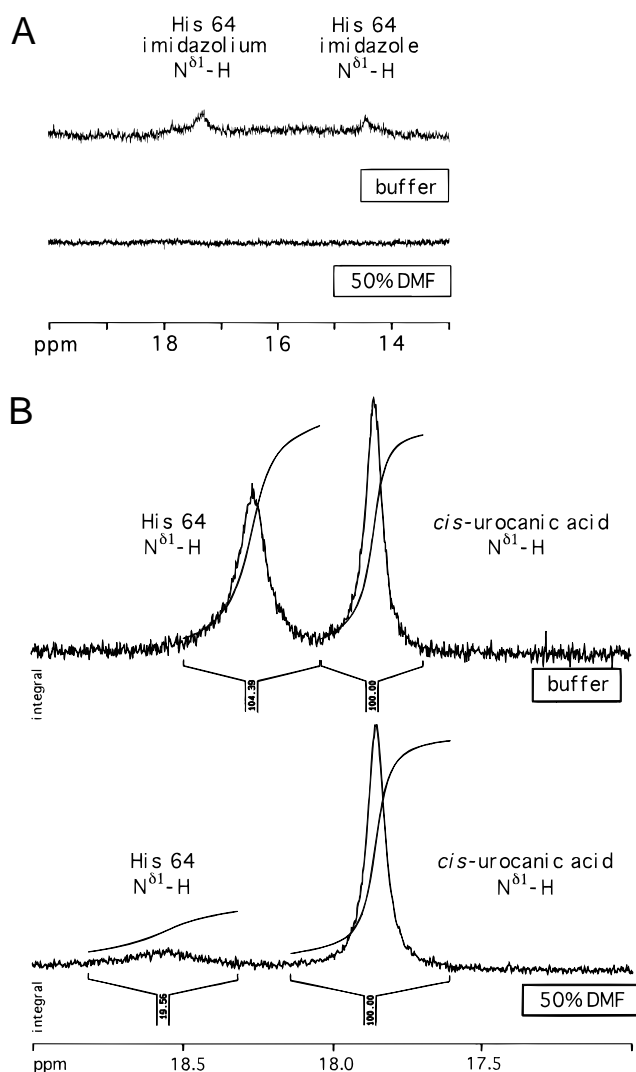 A
His 64
imidazolium
Nδ1-H
His 64
imidazole
Nδ1-H
buffer
50% DMF
ppm 18 16 14
B
His 64
Nδ1-H
cis-urocanic acid
Nδ1-H
integral
104.39
100.00
buffer
His 64
Nδ1-H
cis-urocanic acid
Nδ1-H
integral
19.56
100.00
50% DMF
ppm 18.5 18.0 17.5